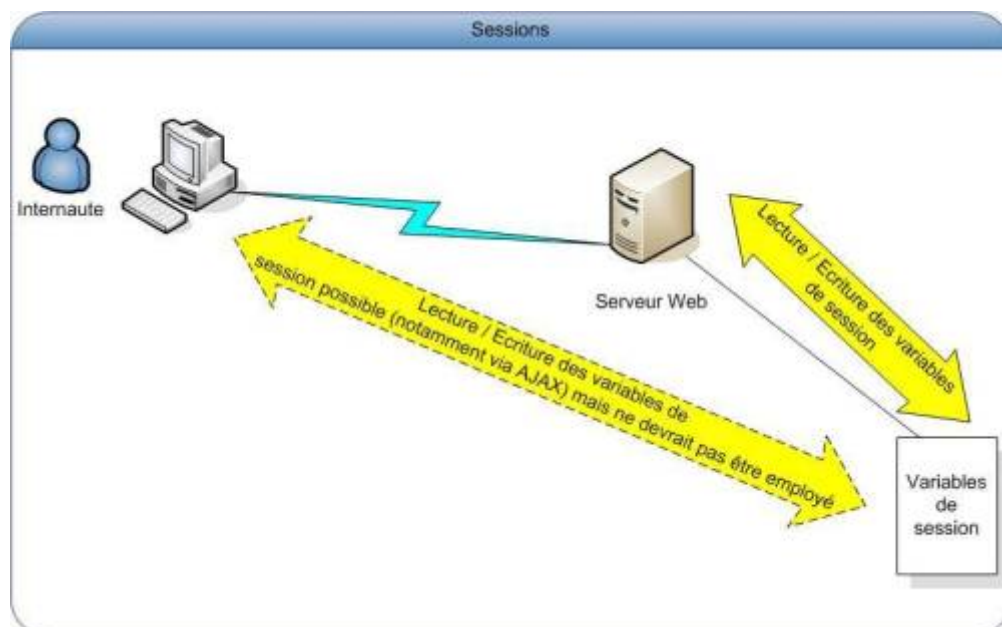 Sessions
Internaute
Serveur Web
Lecture / Ecriture des variables
de session
Lecture / Ecriture des variables de
session possible (notamment via AJAX) mais ne devrait pas être employé
Variables
de
session